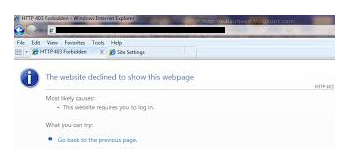 HTTP 403 Forbidden - Windows Internet Explorer
File Edit View Favorites Tools Help
HTTP 403 Forbidden X Site Settings
The website declined to show this webpage
HTTP 403
Most likely causes:
• This website requires you to log in.
What you can try:
Go back to the previous page.